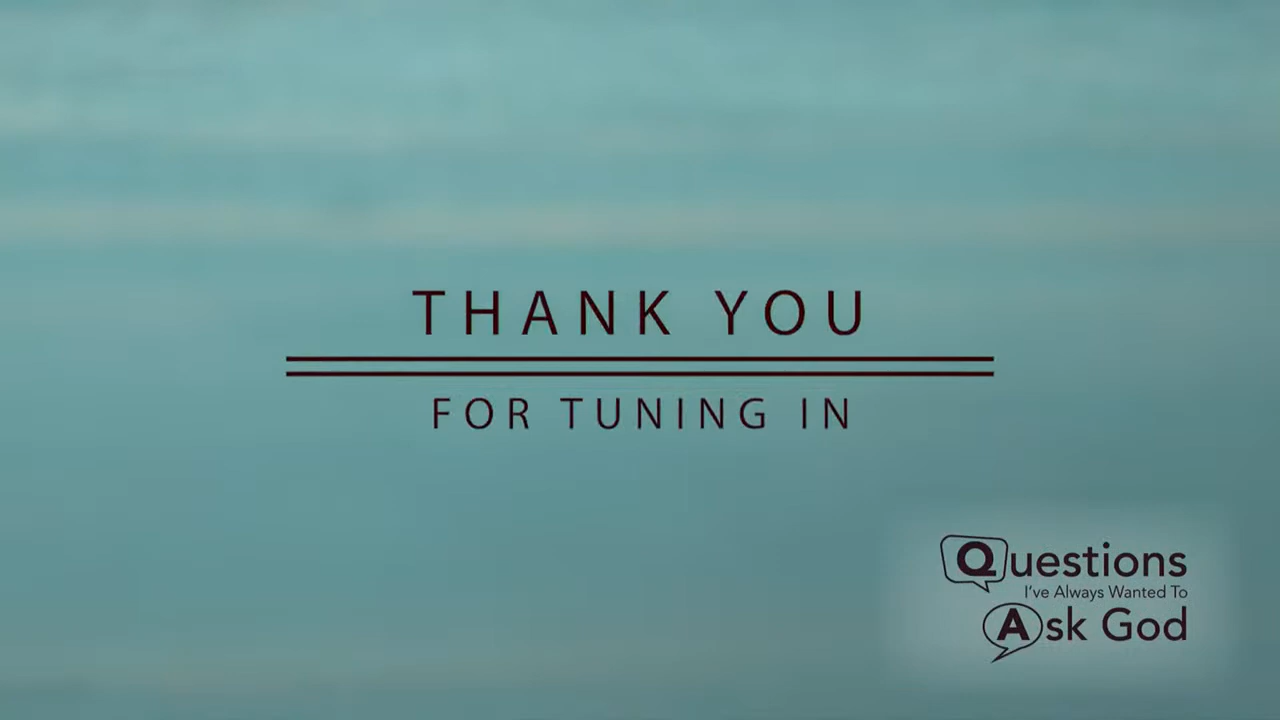 THANK YOU
FOR TUNING IN
Questions
I've Always Wanted To
Ask God